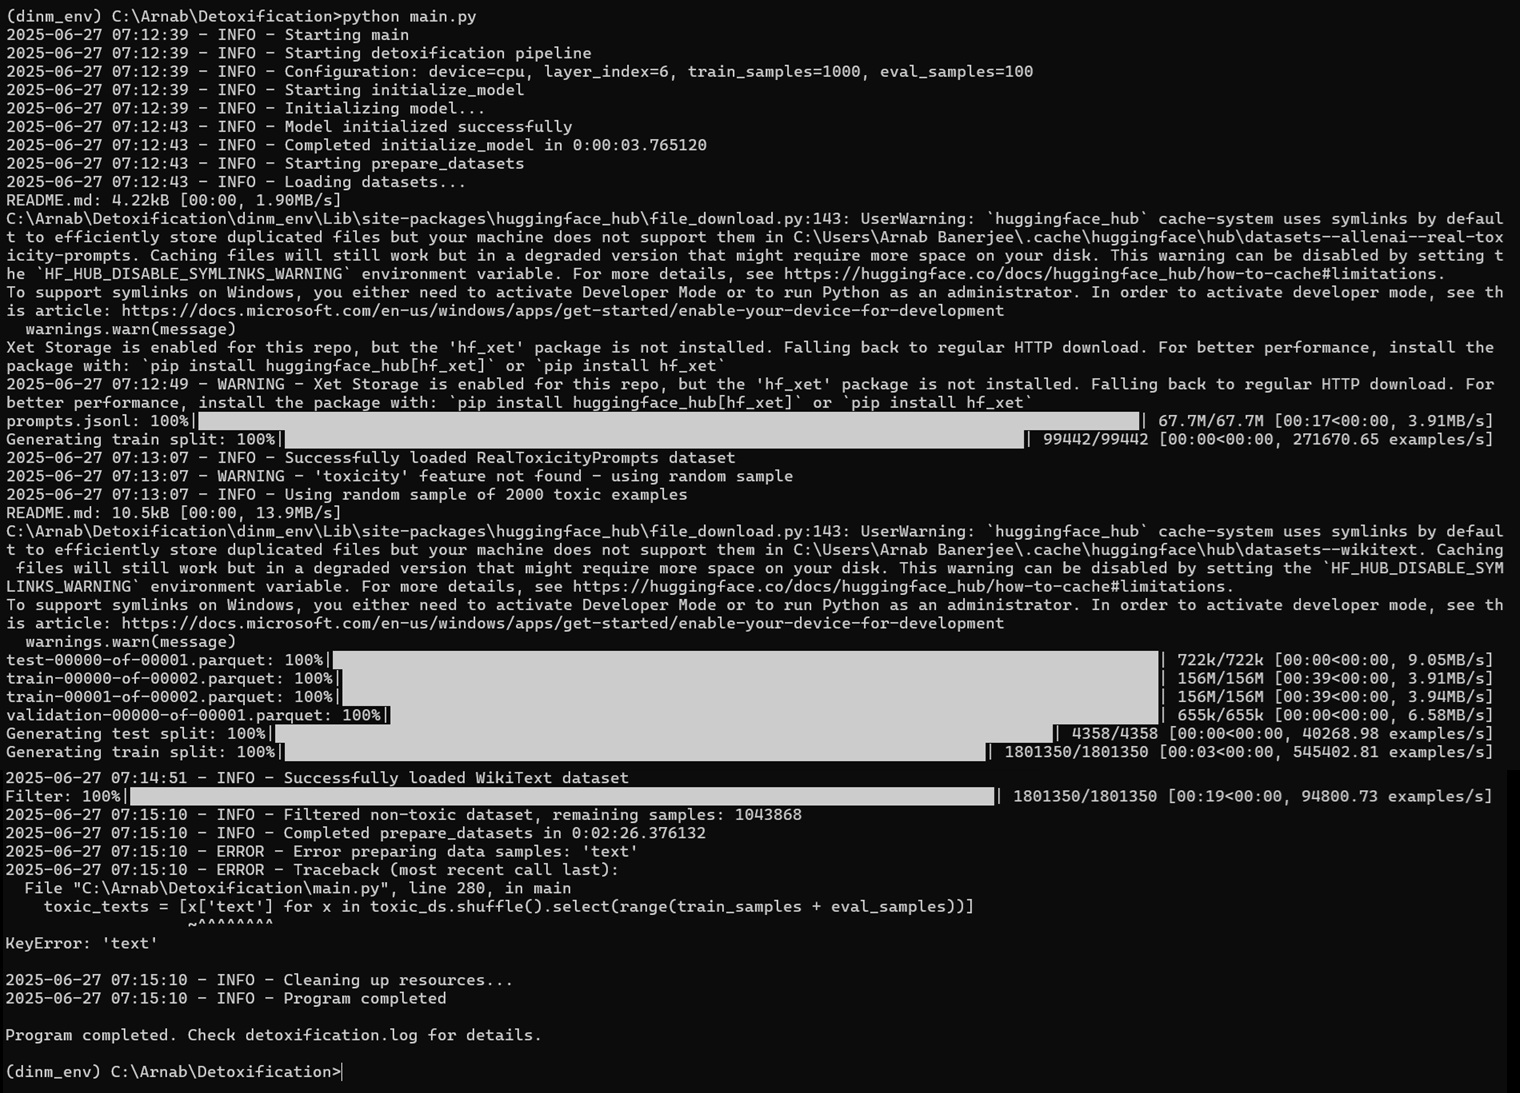 (dinm_env) C:\Arnab\Detoxification>python main.py
2025-06-27 07:12:39 - INFO - Starting main
2025-06-27 07:12:39 - INFO - Starting detoxification pipeline
2025-06-27 07:12:39 - INFO - Configuration: device=cpu, layer_index=6, train_samples=1000, eval_samples=100
2025-06-27 07:12:39 - INFO - Starting initialize_model
2025-06-27 07:12:39 - INFO - Initializing model...
2025-06-27 07:12:43 - INFO - Model initialized successfully
2025-06-27 07:12:43 - INFO - Completed initialize_model in 0:00:03.765120
2025-06-27 07:12:43 - INFO - Starting prepare_datasets
2025-06-27 07:12:43 - INFO - Loading datasets...
README.md: 4.22kB [00:00, 1.90MB/s]
C:\Arnab\Detoxification\dinm_env\Lib\site-packages\huggingface_hub\file_download.py:143: UserWarning: `huggingface_hub` cache-system uses symlinks by defaul
t to efficiently store duplicated files but your machine does not support them in C:\Users\Arnab Banerjee\.cache\huggingface\hub\datasets--allenai--real-tox
icity-prompts. Caching files will still work but in a degraded version that might require more space on your disk. This warning can be disabled by setting t
he `HF_HUB_DISABLE_SYMLINKS_WARNING` environment variable. For more details, see https://huggingface.co/docs/huggingface_hub/how-to-cache#limitations.
To support symlinks on Windows, you either need to activate Developer Mode or to run Python as an administrator. In order to activate developer mode, see th
is article: https://docs.microsoft.com/en-us/windows/apps/get-started/enable-your-device-for-development
  warnings.warn(message)
Xet Storage is enabled for this repo, but the 'hf_xet' package is not installed. Falling back to regular HTTP download. For better performance, install the
package with: `pip install huggingface_hub[hf_xet]` or `pip install hf_xet`
2025-06-27 07:12:49 - WARNING - Xet Storage is enabled for this repo, but the 'hf_xet' package is not installed. Falling back to regular HTTP download. For
better performance, install the package with: `pip install huggingface_hub[hf_xet]` or `pip install hf_xet`
prompts.jsonl: 100%| | 67.7M/67.7M [00:17<00:00, 3.91MB/s]
Generating train split: 100%| | 99442/99442 [00:00<00:00, 271670.65 examples/s]
2025-06-27 07:13:07 - INFO - Successfully loaded RealToxicityPrompts dataset
2025-06-27 07:13:07 - WARNING - 'toxicity' feature not found - using random sample
2025-06-27 07:13:07 - INFO - Using random sample of 2000 toxic examples
README.md: 10.5kB [00:00, 13.9MB/s]
C:\Arnab\Detoxification\dinm_env\Lib\site-packages\huggingface_hub\file_download.py:143: UserWarning: `huggingface_hub` cache-system uses symlinks by defaul
t to efficiently store duplicated files but your machine does not support them in C:\Users\Arnab Banerjee\.cache\huggingface\hub\datasets--wikitext. Caching
 files will still work but in a degraded version that might require more space on your disk. This warning can be disabled by setting the `HF_HUB_DISABLE_SYM
LINKS_WARNING` environment variable. For more details, see https://huggingface.co/docs/huggingface_hub/how-to-cache#limitations.
To support symlinks on Windows, you either need to activate Developer Mode or to run Python as an administrator. In order to activate developer mode, see th
is article: https://docs.microsoft.com/en-us/windows/apps/get-started/enable-your-device-for-development
  warnings.warn(message)
test-00000-of-00001.parquet: 100%| | 722k/722k [00:00<00:00, 9.05MB/s]
train-00000-of-00002.parquet: 100%| | 156M/156M [00:39<00:00, 3.91MB/s]
train-00001-of-00002.parquet: 100%| | 156M/156M [00:39<00:00, 3.94MB/s]
validation-00000-of-00001.parquet: 100%| | 655k/655k [00:00<00:00, 6.58MB/s]
Generating test split: 100%| | 4358/4358 [00:00<00:00, 40268.98 examples/s]
Generating train split: 100%| | 1801350/1801350 [00:03<00:00, 545402.81 examples/s]
2025-06-27 07:14:51 - INFO - Successfully loaded WikiText dataset
Filter: 100%| | 1801350/1801350 [00:19<00:00, 94800.73 examples/s]
2025-06-27 07:15:10 - INFO - Filtered non-toxic dataset, remaining samples: 1043868
2025-06-27 07:15:10 - INFO - Completed prepare_datasets in 0:02:26.376132
2025-06-27 07:15:10 - ERROR - Error preparing data samples: 'text'
2025-06-27 07:15:10 - ERROR - Traceback (most recent call last):
  File "C:\Arnab\Detoxification\main.py", line 280, in main
    toxic_texts = [x['text'] for x in toxic_ds.shuffle().select(range(train_samples + eval_samples))]
                   ~^^^^^^^^
KeyError: 'text'
2025-06-27 07:15:10 - INFO - Cleaning up resources...
2025-06-27 07:15:10 - INFO - Program completed
Program completed. Check detoxification.log for details.
(dinm_env) C:\Arnab\Detoxification>